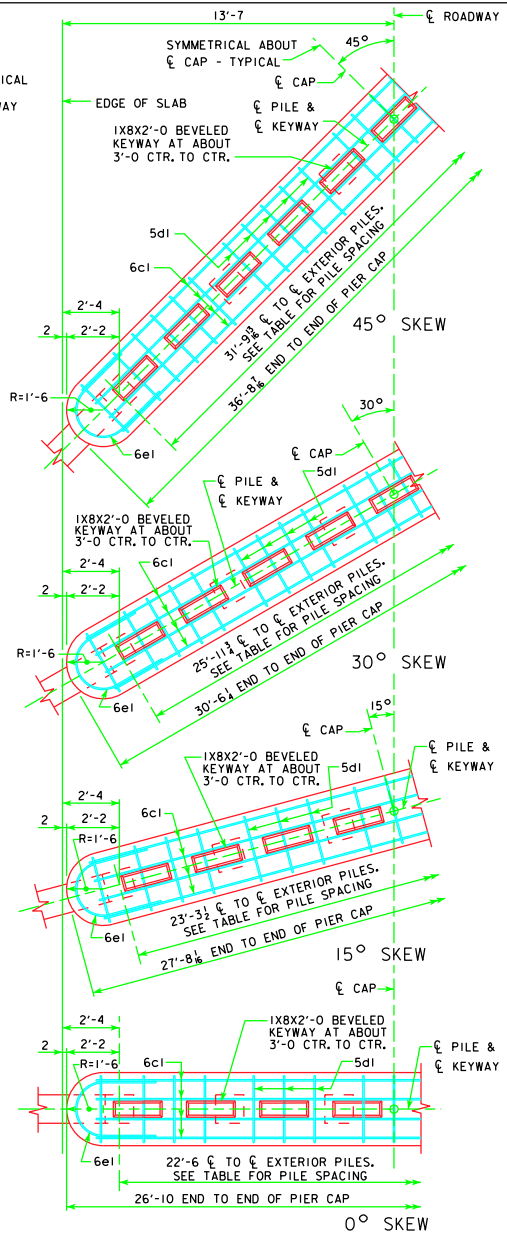 13'-7
℄ ROADWAY
45°
SYMMETRICAL ABOUT
℄ CAP - TYPICAL
℄ CAP
ICAL
AY
EDGE OF SLAB
℄ PILE &
℄ KEYWAY
1X8X2'-0 BEVELED
KEYWAY AT ABOUT
3'-0 CTR. TO CTR.
5d1
6c1
2'-4
2'-2
2
R=1'-6
6e1
31'-9 13/16 ℄ TO ℄ EXTERIOR PILES.
SEE TABLE FOR PILE SPACING
36'-8 7/16 END TO END OF PIER CAP
45° SKEW
30°
℄ CAP
℄ PILE &
℄ KEYWAY
5d1
1X8X2'-0 BEVELED
KEYWAY AT ABOUT
3'-0 CTR. TO CTR.
2'-4
6c1
2
2'-2
R=1'-6
6e1
25'-11 3/4 ℄ TO ℄ EXTERIOR PILES.
SEE TABLE FOR PILE SPACING
30'-6 1/4 END TO END OF PIER CAP
30° SKEW
15°
℄ CAP
℄ PILE &
℄ KEYWAY
1X8X2'-0 BEVELED
KEYWAY AT ABOUT
3'-0 CTR. TO CTR.
5d1
2'-4
6c1
2
2'-2
R=1'-6
6e1
23'-3 1/2 ℄ TO ℄ EXTERIOR PILES.
SEE TABLE FOR PILE SPACING
27'-8 1/16 END TO END OF PIER CAP
15° SKEW
℄ CAP
2'-4
1X8X2'-0 BEVELED
KEYWAY AT ABOUT
3'-0 CTR. TO CTR.
2
2'-2
R=1'-6
6c1
5d1
℄ PILE &
℄ KEYWAY
6e1
22'-6 ℄ TO ℄ EXTERIOR PILES.
SEE TABLE FOR PILE SPACING
26'-10 END TO END OF PIER CAP
0° SKEW